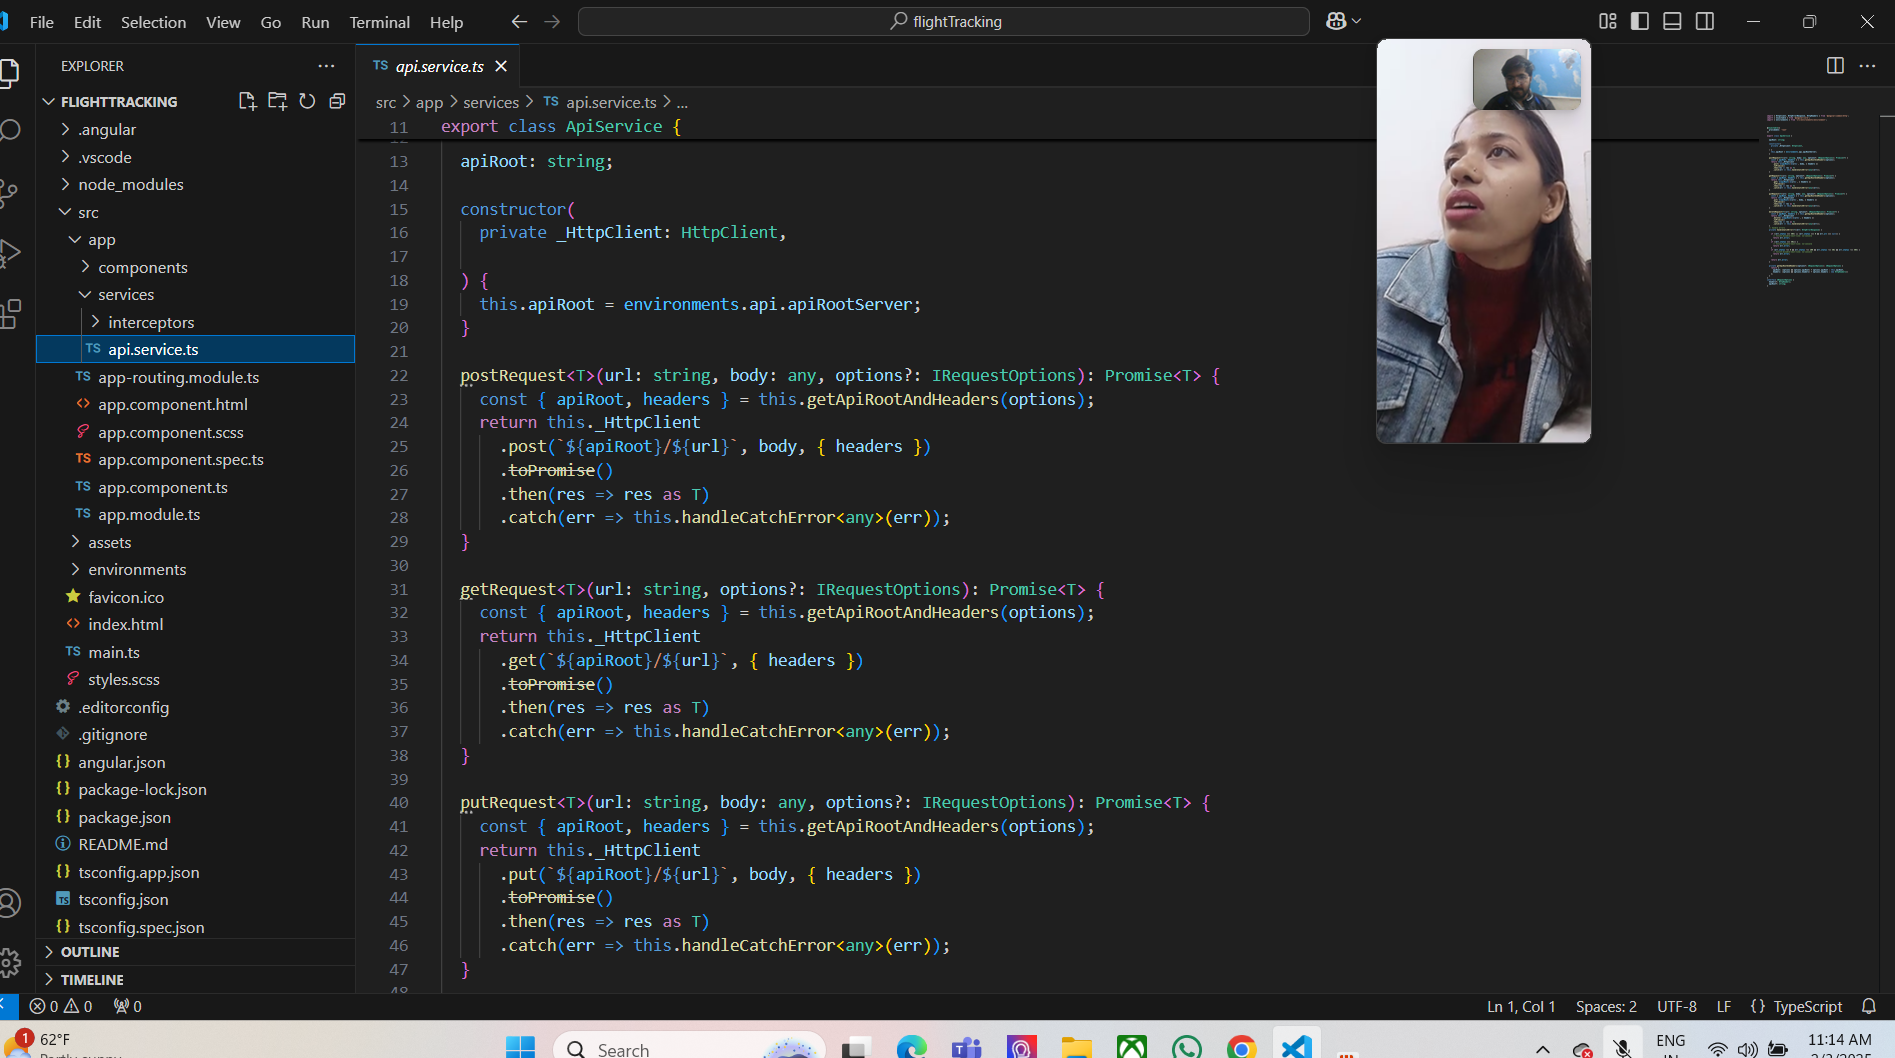 File Edit Selection View Go Run Terminal Help
flightTracking
EXPLORER
FLIGHTTRACKING
.angular
.vscode
node_modules
src
app
components
services
interceptors
TS api.service.ts
TS app-routing.module.ts
<> app.component.html
app.component.scss
TS app.component.spec.ts
TS app.component.ts
TS app.module.ts
assets
environments
favicon.ico
<> index.html
TS main.ts
styles.scss
.editorconfig
.gitignore
{} angular.json
{} package-lock.json
{} package.json
README.md
{} tsconfig.app.json
TS tsconfig.json
{} tsconfig.spec.json
OUTLINE
TIMELINE
TS api.service.ts
src > app > services > TS api.service.ts > ...
11 export class ApiService {
13 apiRoot: string;
14
15 constructor(
16 private _HttpClient: HttpClient,
17
18 ) {
19 this.apiRoot = environments.api.apiRootServer;
20 }
21
22 postRequest<T>(url: string, body: any, options?: IRequestOptions): Promise<T> {
23 const { apiRoot, headers } = this.getApiRootAndHeaders(options);
24 return this._HttpClient
25 .post(`${apiRoot}/${url}`, body, { headers })
26 .toPromise()
27 .then(res => res as T)
28 .catch(err => this.handleCatchError<any>(err));
29 }
30
31 getRequest<T>(url: string, options?: IRequestOptions): Promise<T> {
32 const { apiRoot, headers } = this.getApiRootAndHeaders(options);
33 return this._HttpClient
34 .get(`${apiRoot}/${url}`, { headers })
35 .toPromise()
36 .then(res => res as T)
37 .catch(err => this.handleCatchError<any>(err));
38 }
39
40 putRequest<T>(url: string, body: any, options?: IRequestOptions): Promise<T> {
41 const { apiRoot, headers } = this.getApiRootAndHeaders(options);
42 return this._HttpClient
43 .put(`${apiRoot}/${url}`, body, { headers })
44 .toPromise()
45 .then(res => res as T)
46 .catch(err => this.handleCatchError<any>(err));
47 }
48
0 0 0
Ln 1, Col 1 Spaces: 2 UTF-8 LF {} TypeScript
1 62°F
Search
ENG
IN
11:14 AM